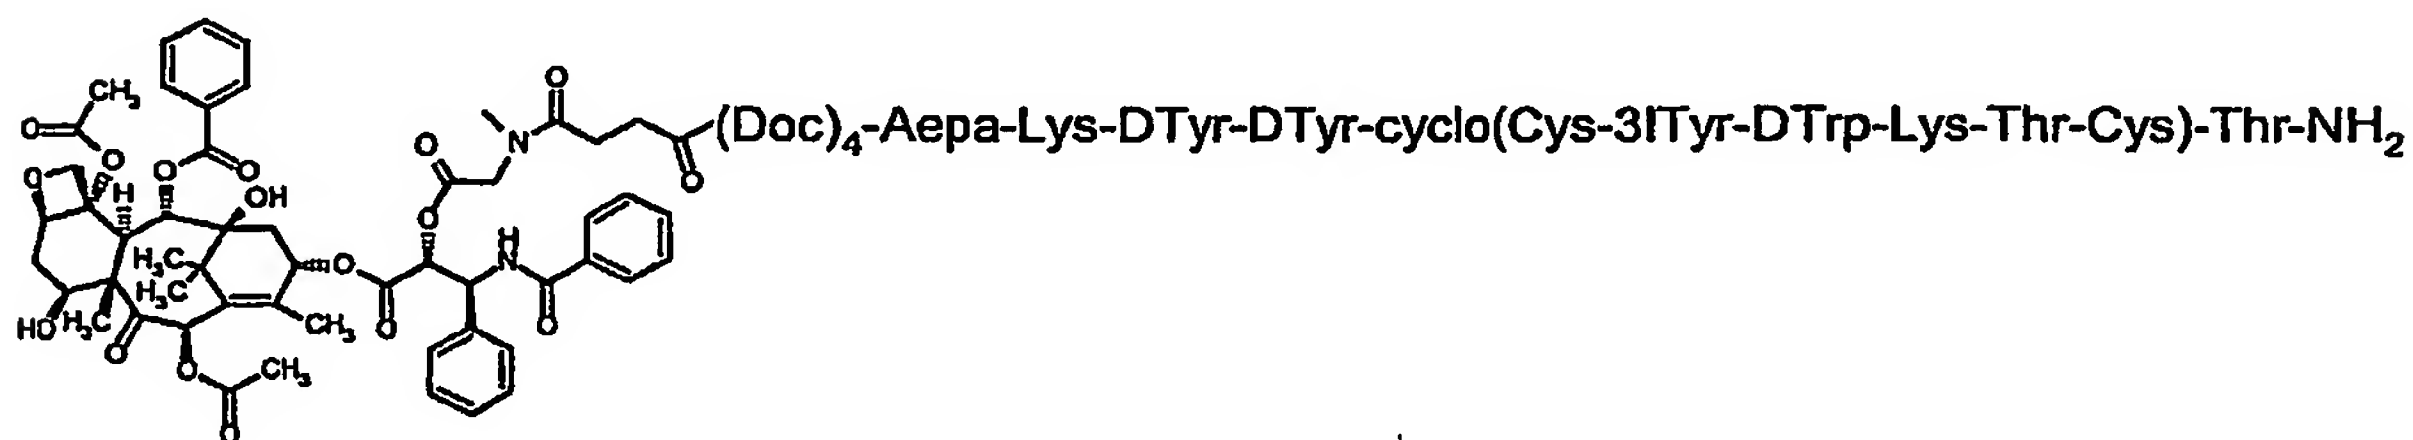 O
CH3
O N (Doc)4-Aepa-Lys-DTyr-DTyr-cyclo(Cys-3ITyr-DTrp-Lys-Thr-Cys)-Thr-NH2
O
O O O O
O H OH
O
H
H3C O N
H3C
HO H3C CH3 O O
O
O CH3
O